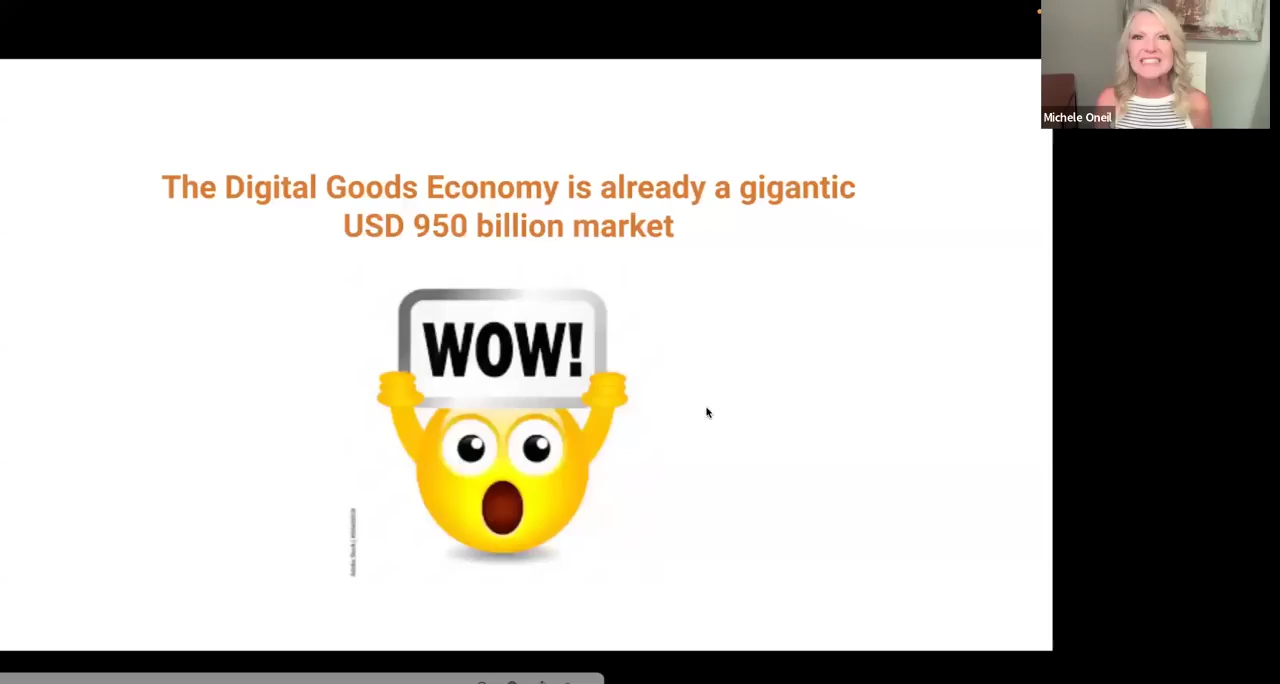 Michele Oneil
The Digital Goods Economy is already a gigantic
USD 950 billion market
WOW!